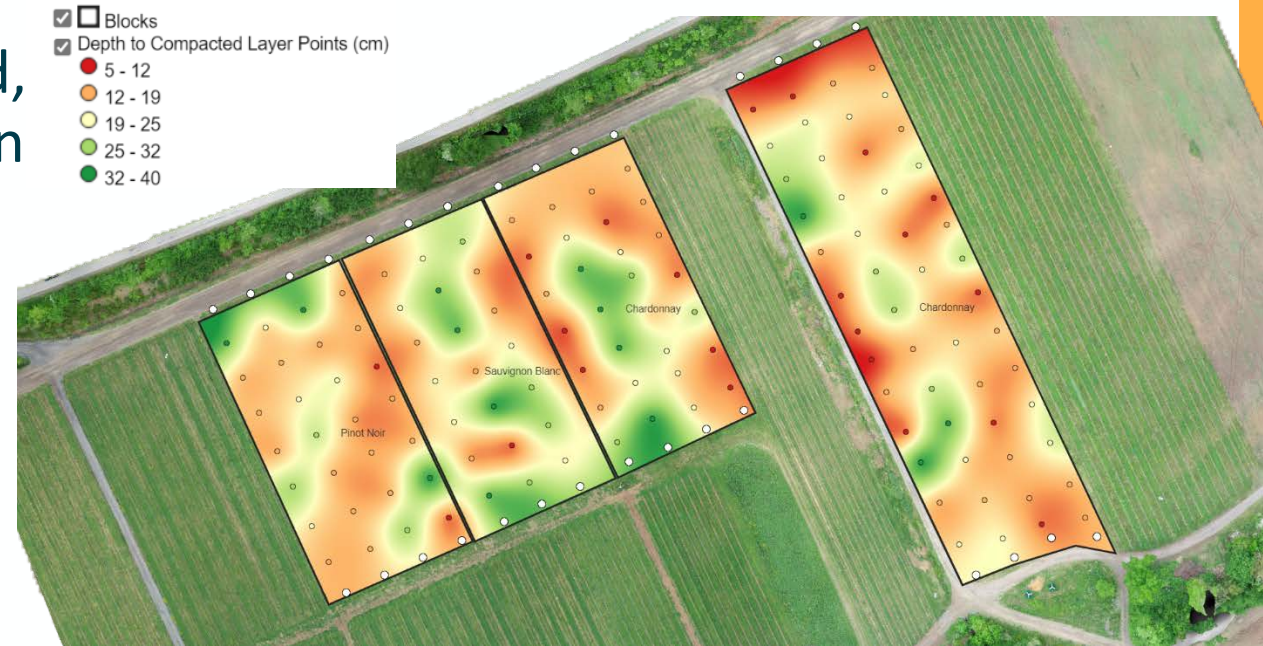 Blocks
Depth to Compacted Layer Points (cm)
5 - 12
12 - 19
19 - 25
25 - 32
32 - 40
Chardonnay
Chardonnay
Sauvignon Blanc
Pinot Noir